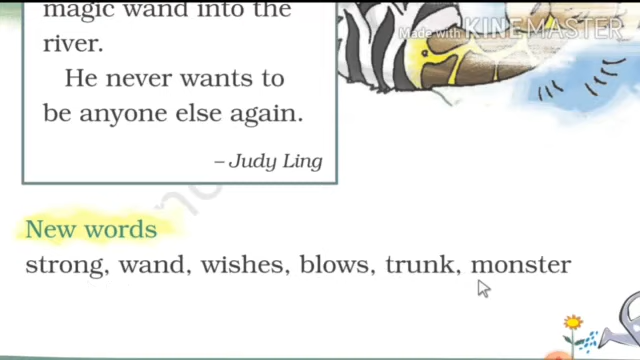 magic wand into the
river.
He never wants to
be anyone else again.
– Judy Ling
Made with KINEMASTER
New words
strong, wand, wishes, blows, trunk, monster